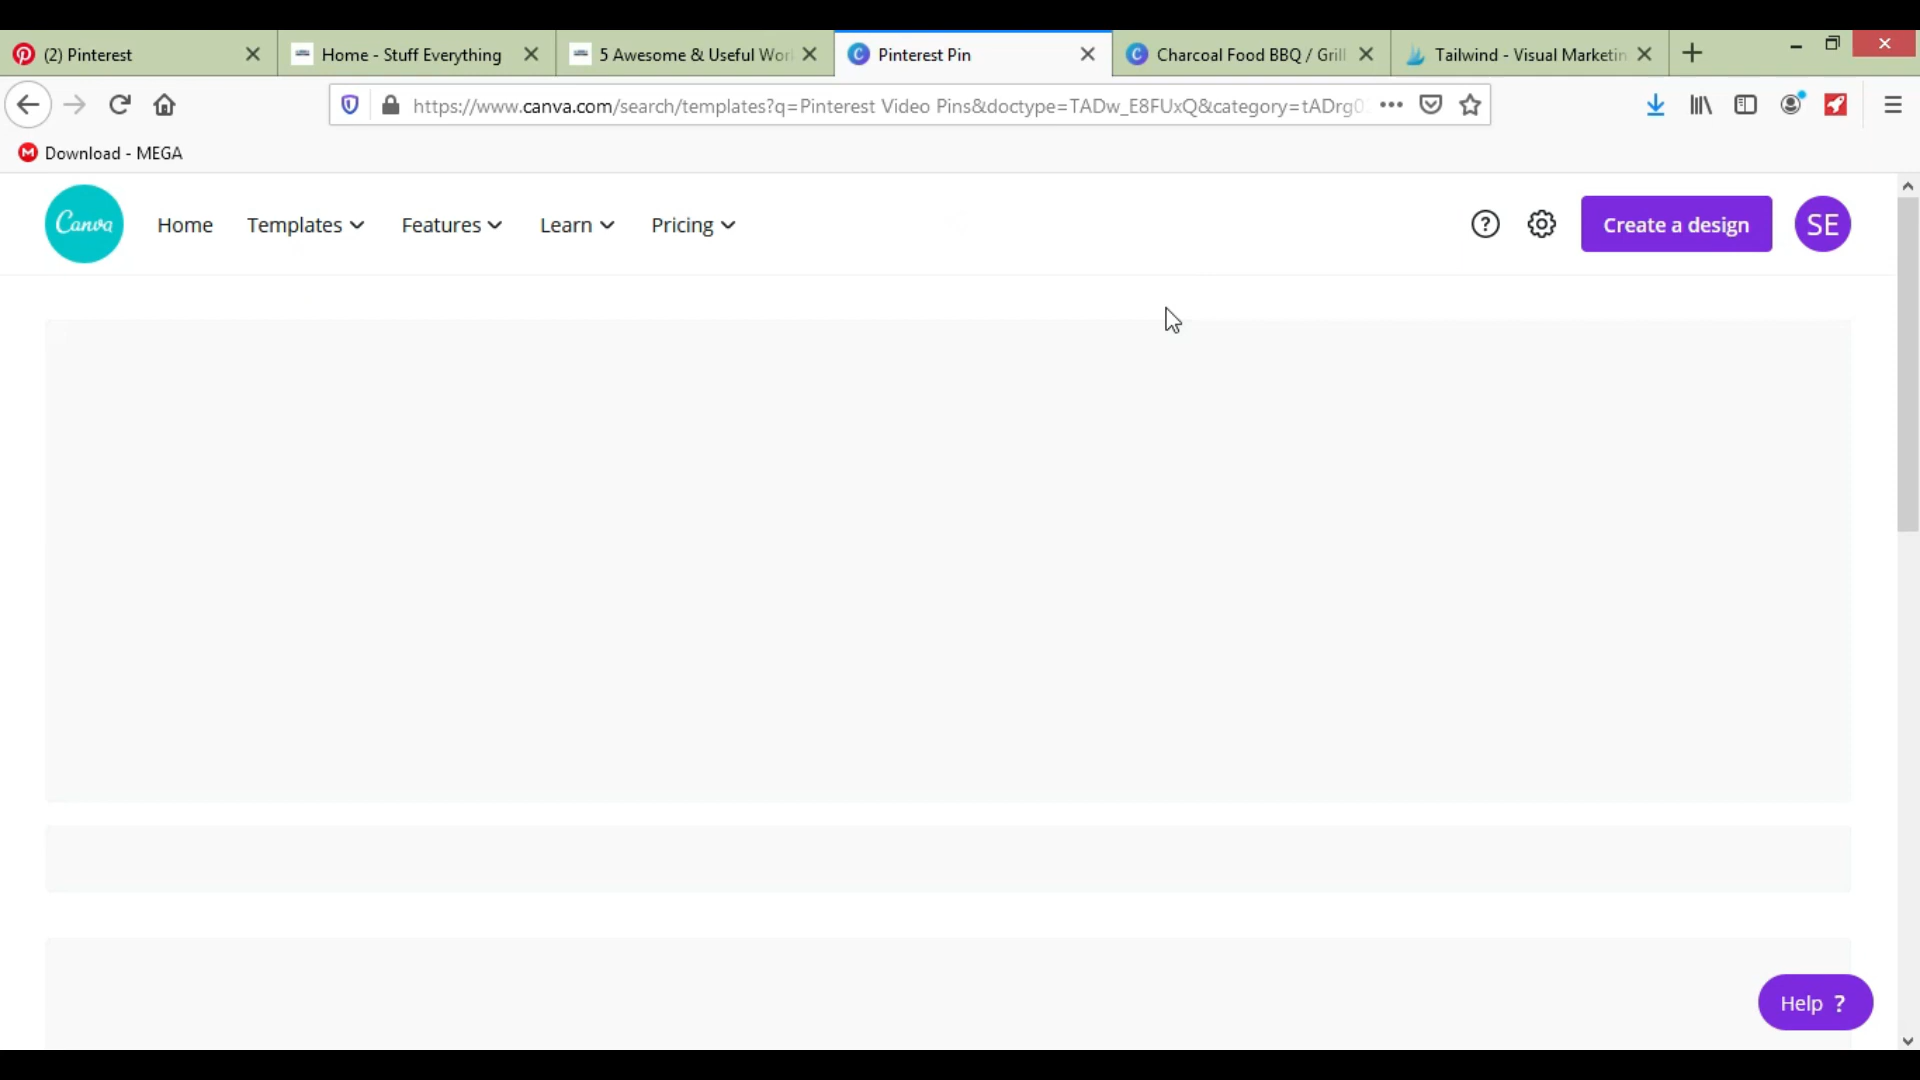 (2) Pinterest
Home - Stuff Everything
5 Awesome & Useful Wor
Pinterest Pin
Charcoal Food BBQ / Grill
Tailwind - Visual Marketin
https://www.canva.com/search/templates?q=Pinterest Video Pins&doctype=TADw_E8FUxQ&category=tADrg0
Download - MEGA
Canva
Home
Templates
Features
Learn
Pricing
?
Create a design
SE
Help ?